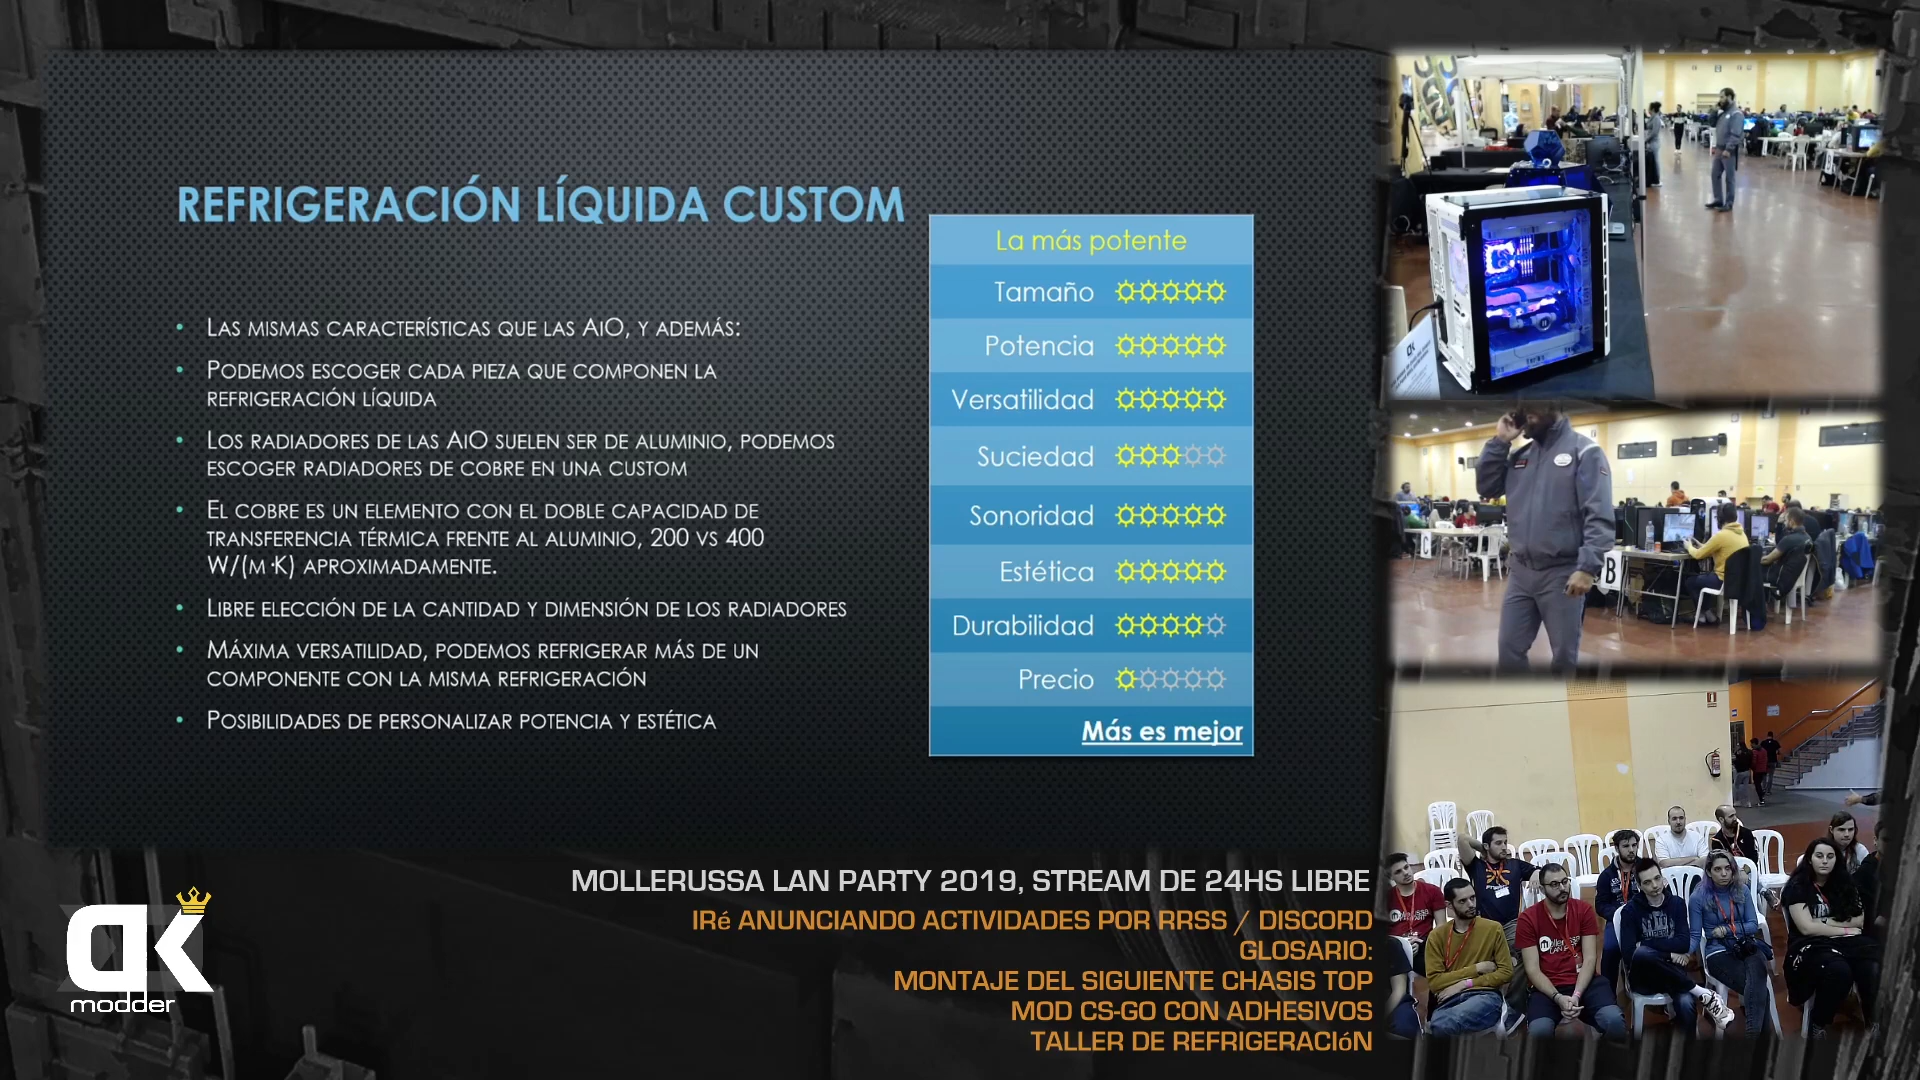 REFRIGERACIÓN LÍQUIDA CUSTOM
LAS MISMAS CARACTERÍSTICAS QUE LAS AIO, Y ADEMÁS:
PODEMOS ESCOGER CADA PIEZA QUE COMPONEN LA
REFRIGERACIÓN LÍQUIDA
LOS RADIADORES DE LAS AIO SUELEN SER DE ALUMINIO, PODEMOS
ESCOGER RADIADORES DE COBRE EN UNA CUSTOM
EL COBRE ES UN ELEMENTO CON EL DOBLE CAPACIDAD DE
TRANSFERENCIA TÉRMICA FRENTE AL ALUMINIO, 200 VS 400
W/(M·K) APROXIMADAMENTE.
LIBRE ELECCIÓN DE LA CANTIDAD Y DIMENSIÓN DE LOS RADIADORES
MÁXIMA VERSATILIDAD, PODEMOS REFRIGERAR MÁS DE UN
COMPONENTE CON LA MISMA REFRIGERACIÓN
POSIBILIDADES DE PERSONALIZAR POTENCIA Y ESTÉTICA
La más potente
Tamaño
Potencia
Versatilidad
Suciedad
Sonoridad
Estética
Durabilidad
Precio
Más es mejor
MOLLERUSSA LAN PARTY 2019, STREAM DE 24HS LIBRE
IRé ANUNCIANDO ACTIVIDADES POR RRSS / DISCORD
GLOSARIO:
MONTAJE DEL SIGUIENTE CHASIS TOP
MOD CS-GO CON ADHESIVOS
TALLER DE REFRIGERACIóN
DK
modder
B
C